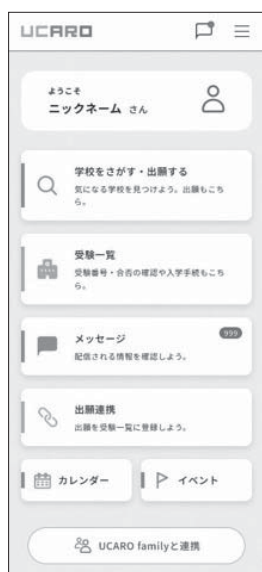 UCARO
ようこそ
ニックネーム さん
学校をさがす・出願する
気になる学校を見つけよう。出願もこち
ら。
受験一覧
受験番号・合否の確認や入学手続もこち
ら。
メッセージ
999
配信される情報を確認しよう。
出願連携
出願を受験一覧に登録しよう。
カレンダー
イベント
UCARO familyと連携